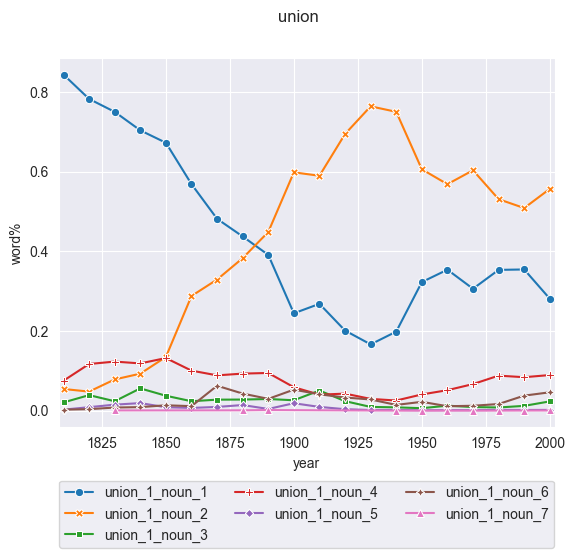 union
0.8
0.6
0.4
0.2
0.0
word%
1825 1850 1875 1900 1925 1950 1975 2000
year
union_1_noun_1 union_1_noun_4 union_1_noun_6
union_1_noun_2 union_1_noun_5 union_1_noun_7
union_1_noun_3